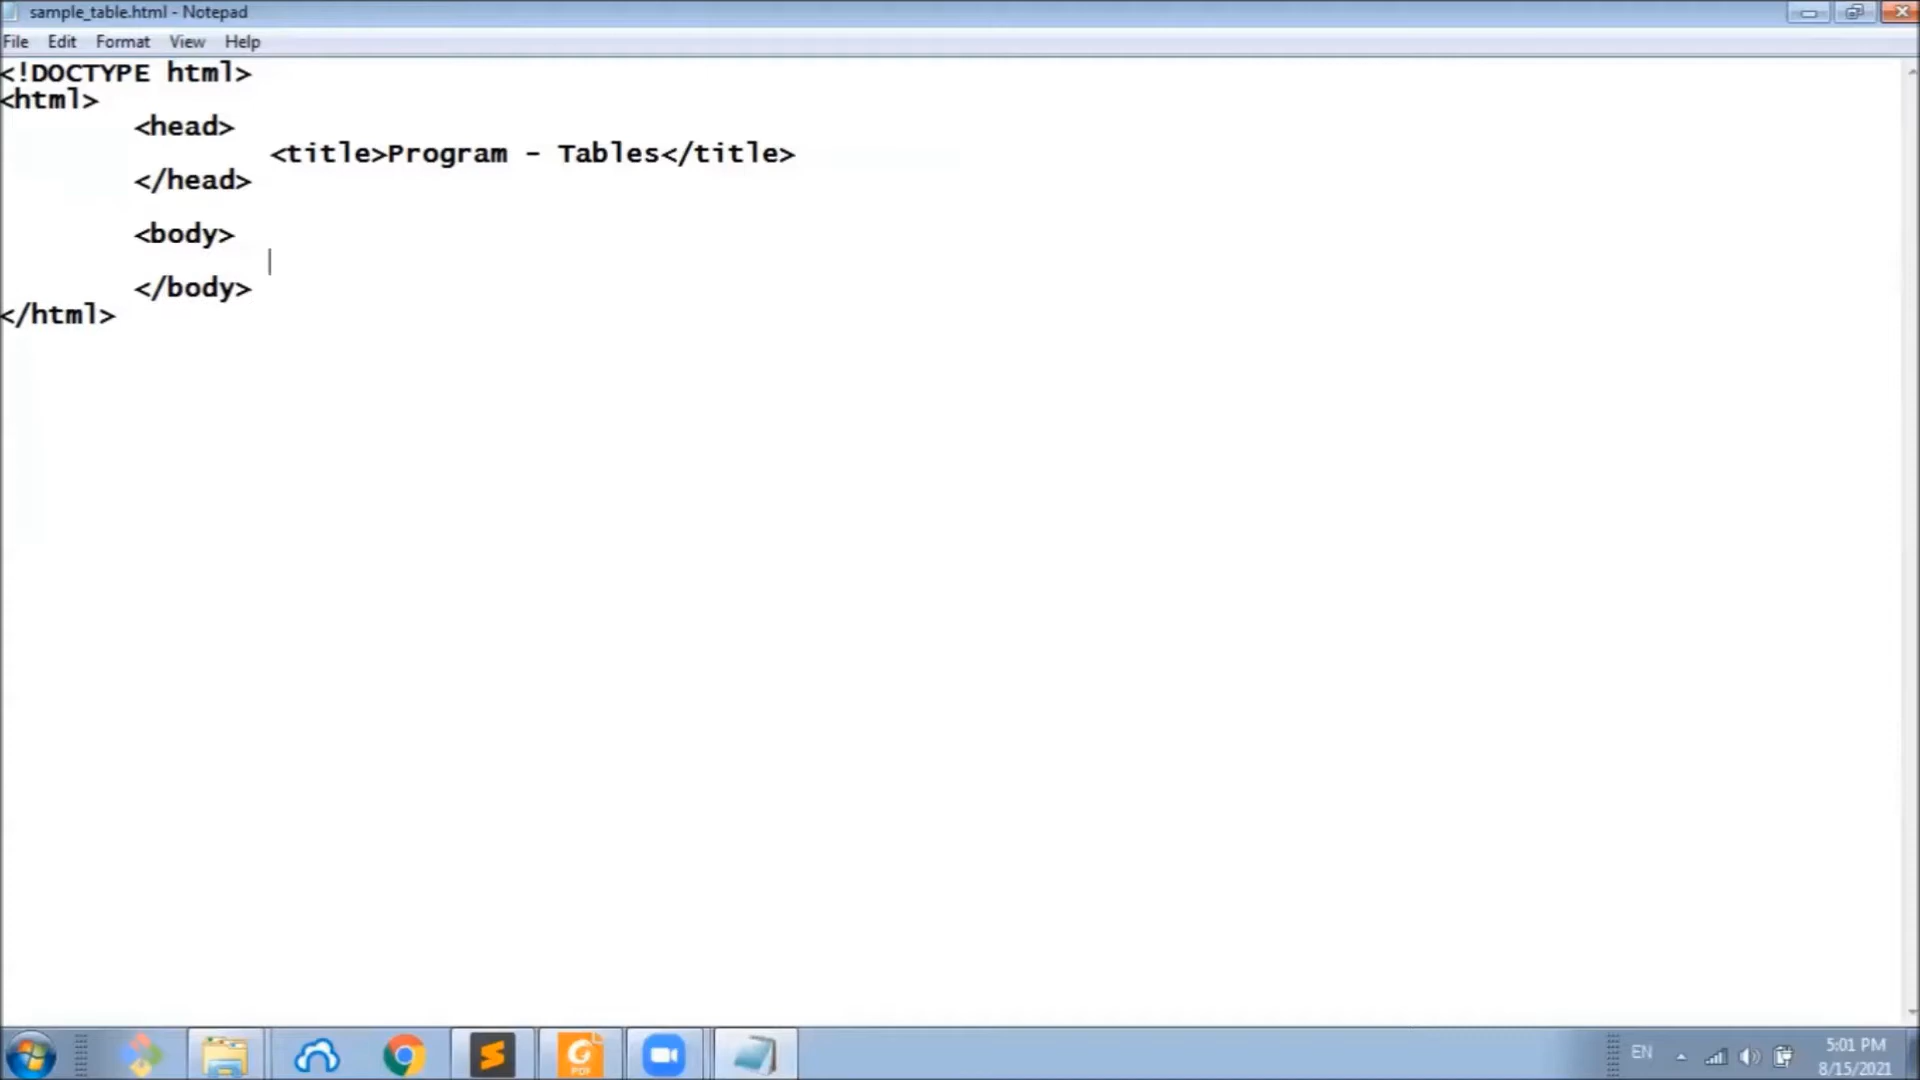 sample_table.html - Notepad
File Edit Format View Help
<!DOCTYPE html>
<html>
<head>
<title>Program - Tables</title>
</head>
<body>
</body>
</html>
G
PDF
EN
5:01 PM
8/15/2021